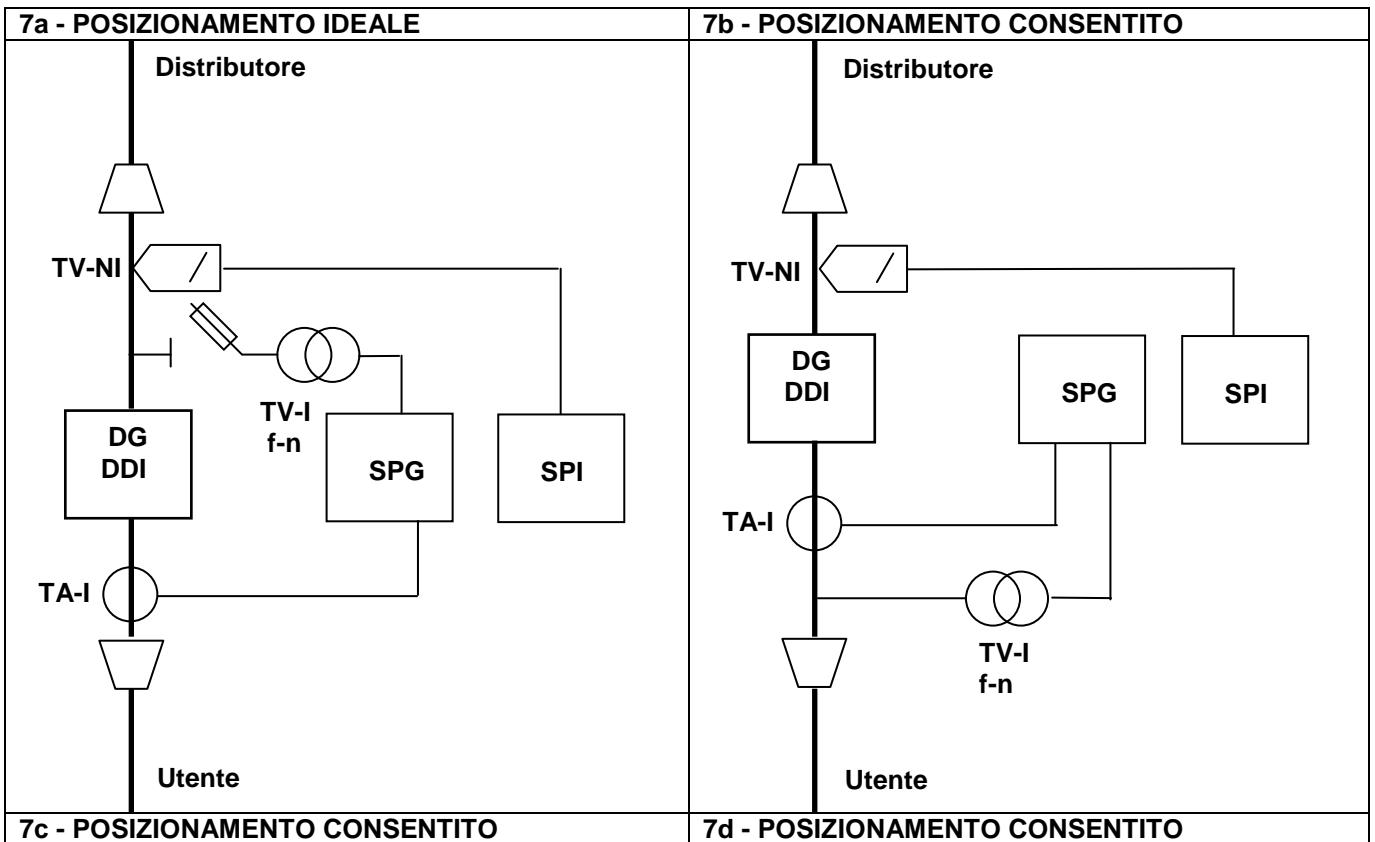 7a - POSIZIONAMENTO IDEALE
Distributore
TV-NI
TV-I
f-n
DG
DDI
SPG
SPI
TA-I
Utente
7b - POSIZIONAMENTO CONSENTITO
Distributore
TV-NI
DG
DDI
SPG
SPI
TA-I
TV-I
f-n
Utente
7c - POSIZIONAMENTO CONSENTITO
7d - POSIZIONAMENTO CONSENTITO